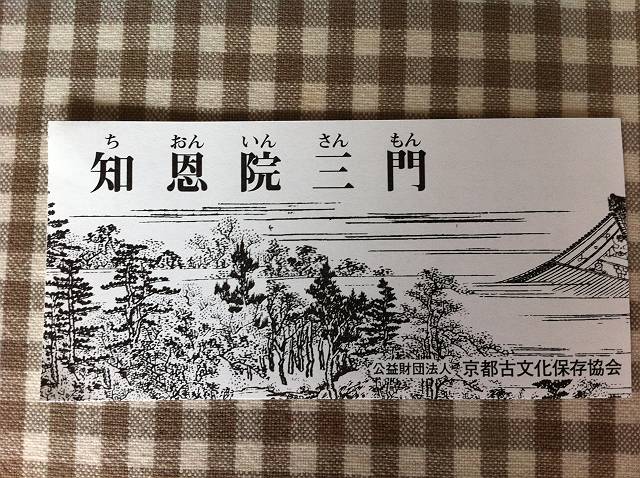 ち おん いん さん もん
知恩院三門
公益財団法人 京都古文化保存協会